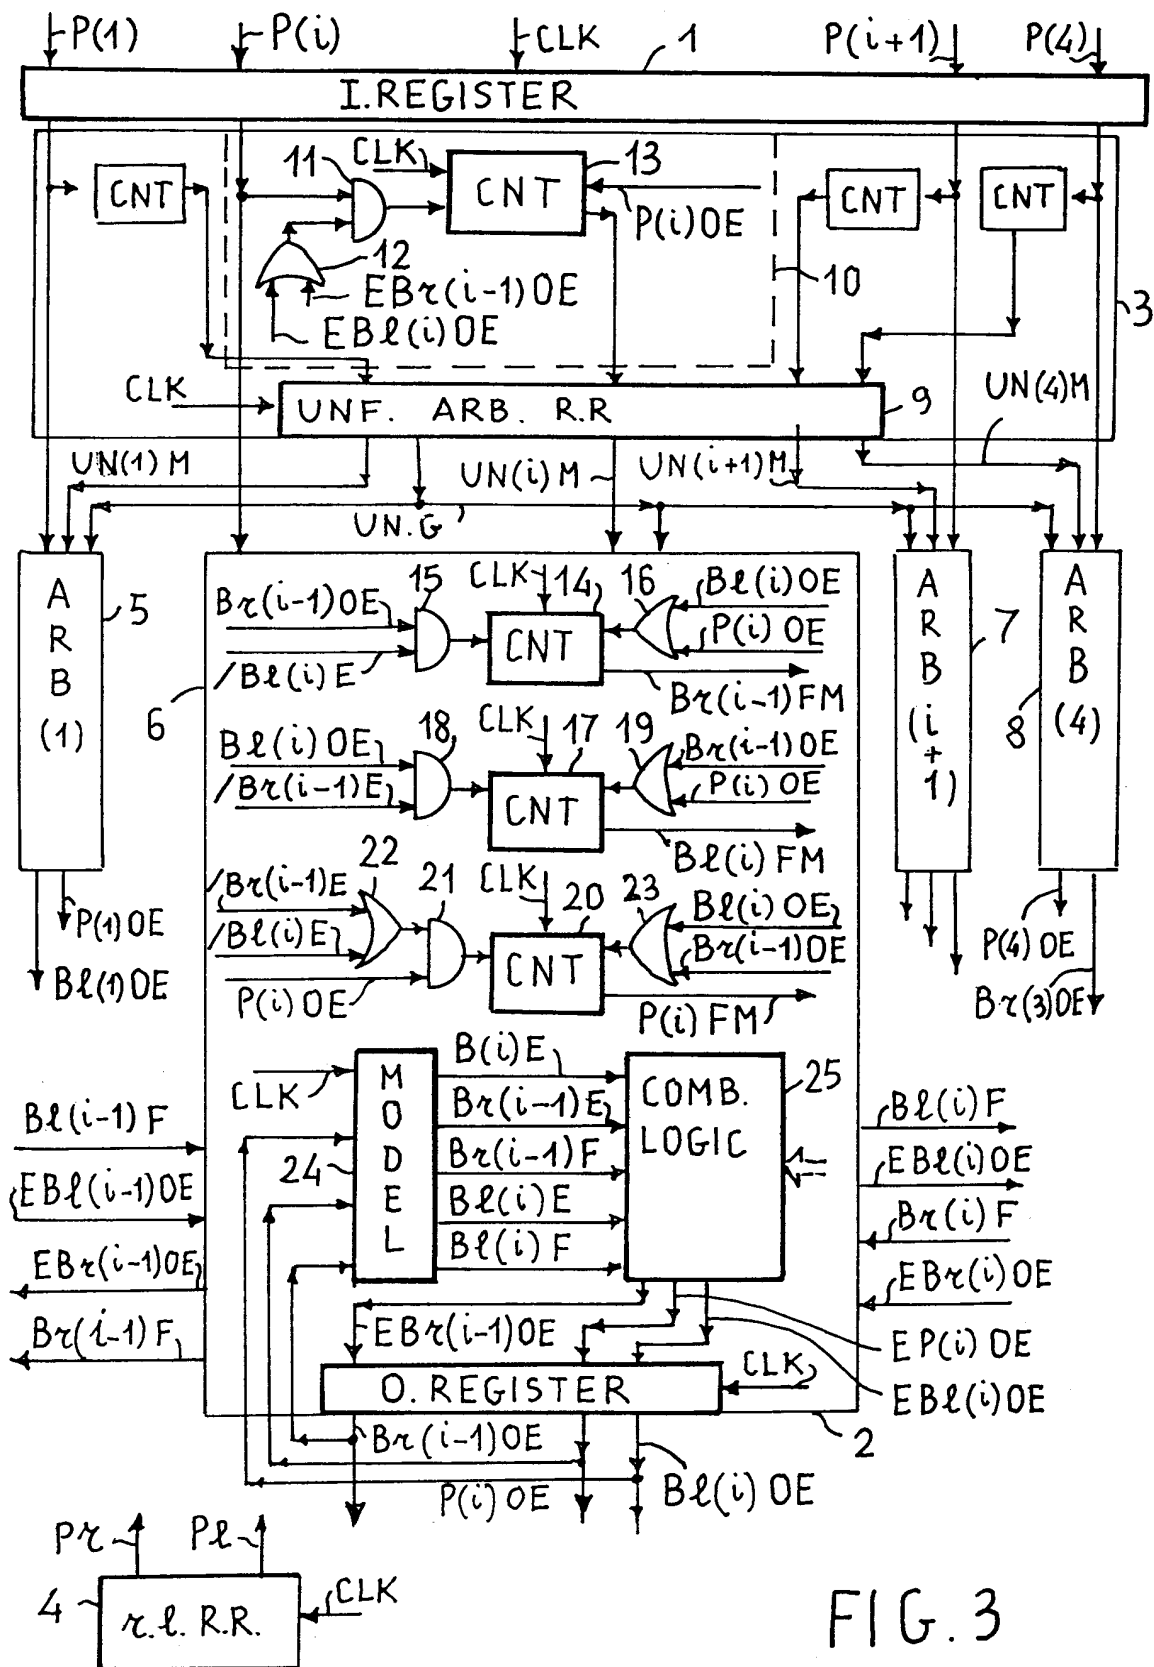 P(1) P(i) CLK 1 P(i+1) P(4)
I.REGISTER
11 CLK 13
CNT CNT CNT CNT
P(i)OE
12 10
EBr(i-1)OE
EBl(i)OE
3
CLK UN(4)M
UNF. ARB. R.R 9
UN(1)M UN(i)M UN(i+1)M
UN.G
ARB(1) 5
15 CLK 14 16 Bl(i)OE
Br(i-1)OE
CNT P(i)OE
/Bl(i)E
Br(i-1)FM
6
ARB(i+1) 7
ARB(4) 8
18 CLK 17 19
Bl(i)OE Br(i-1)OE
/Br(i-1)E CNT P(i)OE
Bl(i)FM
22 21 CLK 20 23
/Br(i-1)E Bl(i)OE
/Bl(i)E Br(i-1)OE
CNT
P(i)OE P(i)FM
P(1)OE P(4)OE
Bl(1)OE Br(3)OE
CLK MODEL 24
B(i)E
Br(i-1)E
Br(i-1)F
Bl(i)E
Bl(i)F
COMB.
LOGIC
25
Bl(i-1)F Bl(i)F
EBl(i-1)OE EBl(i)OE
Br(i)F
EBr(i-1)OE EBr(i)OE
Br(i-1)F
EBr(i-1)OE EP(i)OE
CLK
O.REGISTER EBl(i)OE
2
Br(i-1)OE
P(i)OE Bl(i)OE
Pr Pl
4 CLK
r.l. R.R.
FIG.3